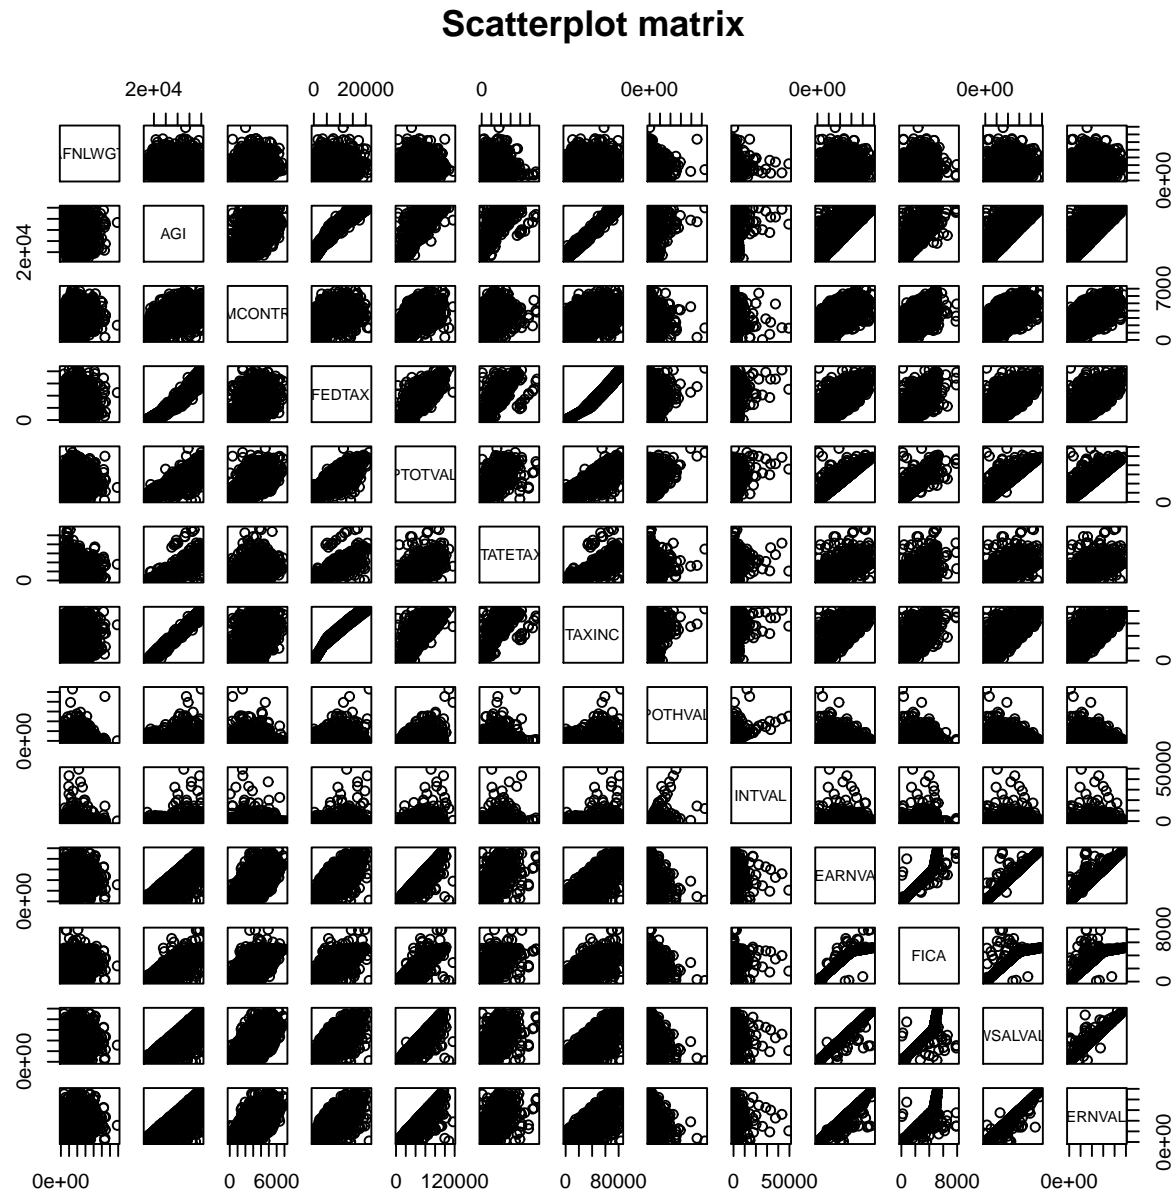 Scatterplot matrix
2e+04 0 20000 0 0e+00 0e+00 0e+00
AFNLWGT 0e+00
2e+04 AGI
MCONTR 0 7000
0 FEDTAX
PTOTVAL 0
0 TATETAX
TAXINC 0
0e+00 POTHVAL
INTVAL 0 50000
0e+00 EARNVA
FICA 0 8000
0e+00 WSALVAL
ERNVAL 0e+00
0e+00 0 6000 0 120000 0 80000 0 50000 0 8000 0e+00